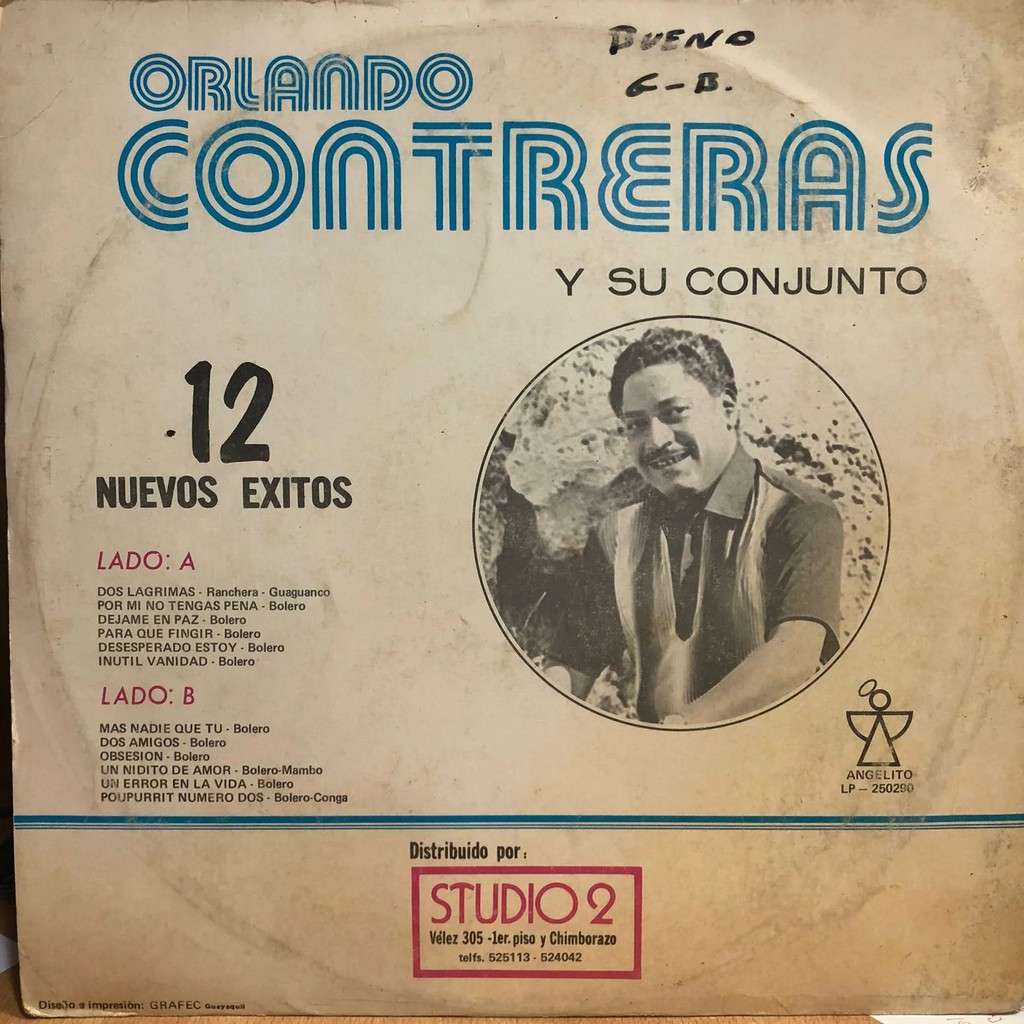 BUENO
G-B.
ORLANDO
CONTRERAS
Y SU CONJUNTO
12
NUEVOS EXITOS
LADO: A
DOS LAGRIMAS - Ranchera - Guaguanco
POR MI NO TENGAS PENA - Bolero
DEJAME EN PAZ - Bolero
PARA QUE FINGIR - Bolero
DESESPERADO ESTOY - Bolero
INUTIL VANIDAD - Bolero
LADO: B
MAS NADIE QUE TU - Bolero
DOS AMIGOS - Bolero
OBSESION - Bolero
UN NIDITO DE AMOR - Bolero-Mambo
UN ERROR EN LA VIDA - Bolero
POUPURRIT NUMERO DOS - Bolero-Conga
ANGELITO
LP - 250290
Distribuido por:
STUDIO 2
Vélez 305 -1er. piso y Chimborazo
telfs. 525113 - 524042
Diseño e impresión: GRAFEC Guayaquil